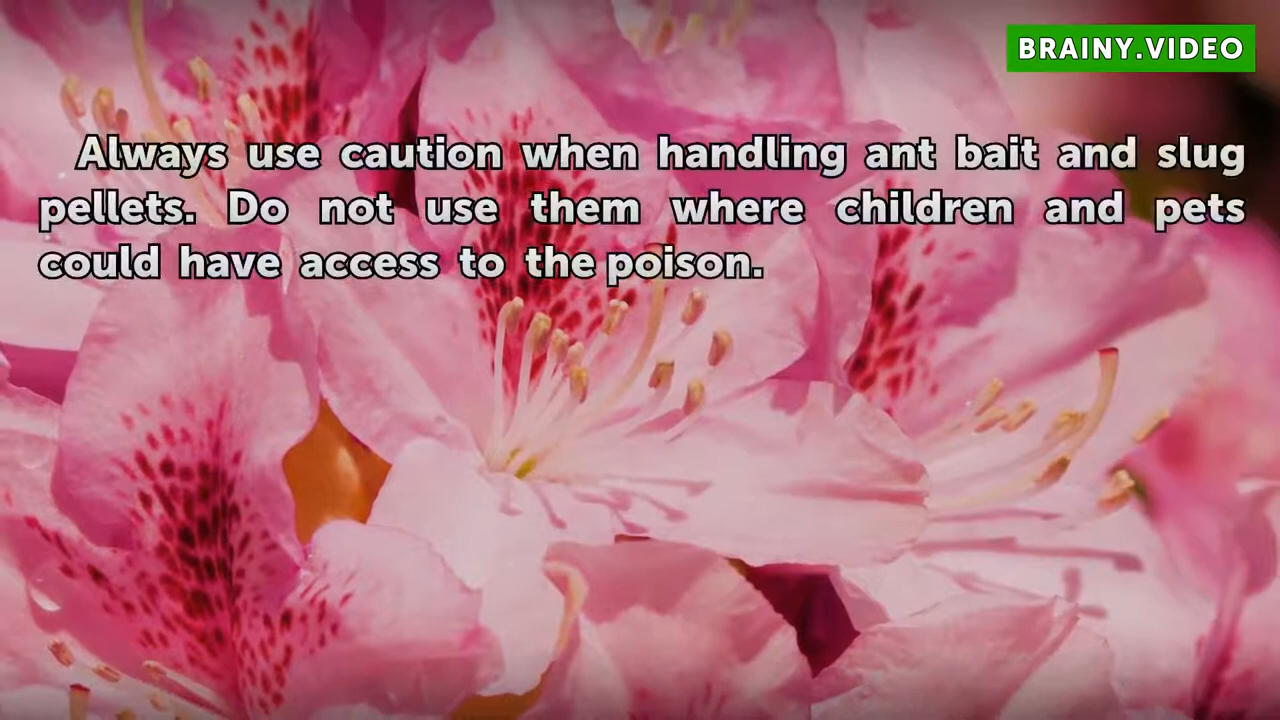 BRAINY.VIDEO
Always use caution when handling ant bait and slug
pellets. Do not use them where children and pets
could have access to the poison.